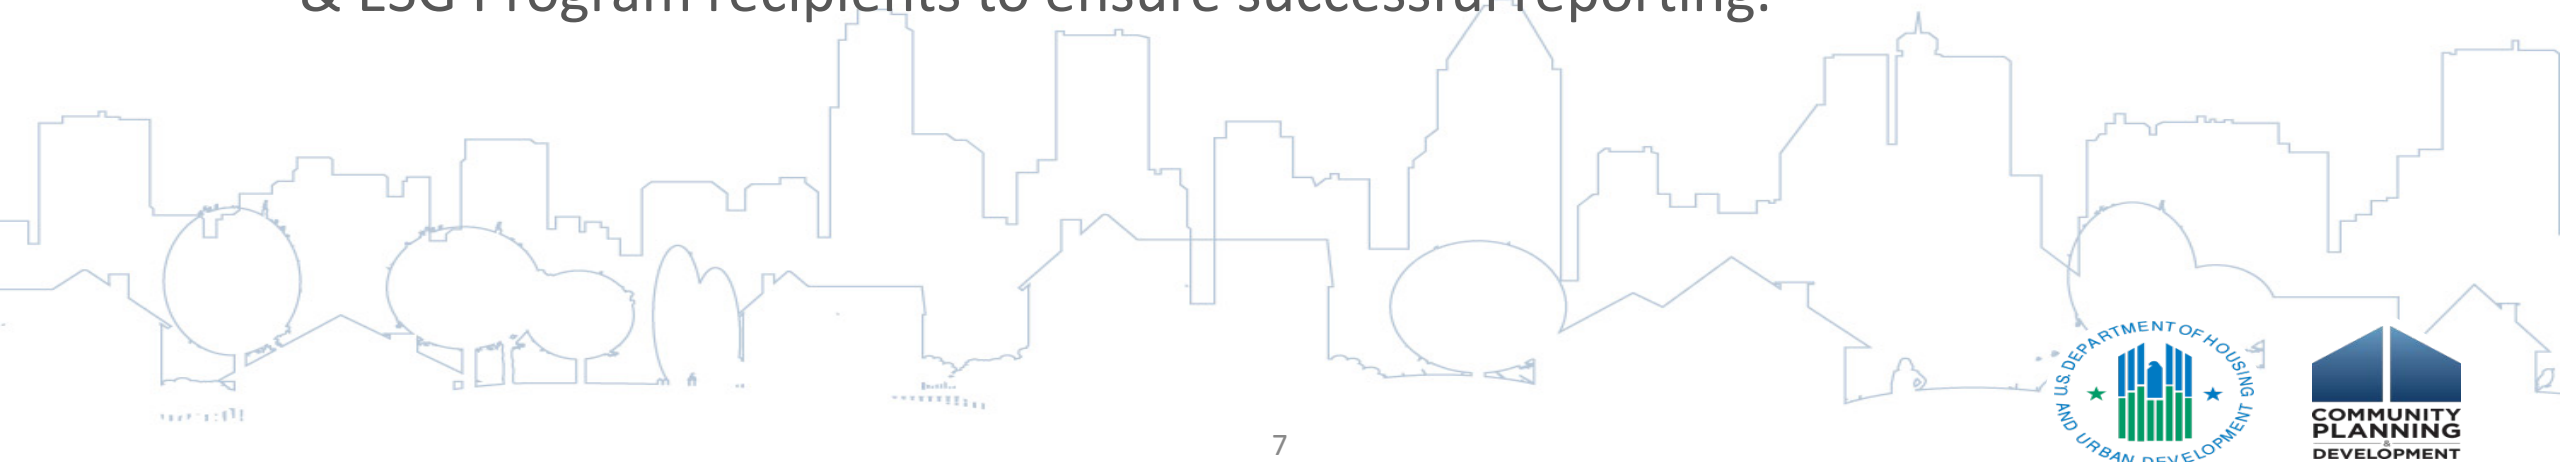 & ESG Program recipients to ensure successful reporting.
U.S. DEPARTMENT OF HOUSING
AND URBAN DEVELOPMENT
COMMUNITY
PLANNING
&
DEVELOPMENT
7